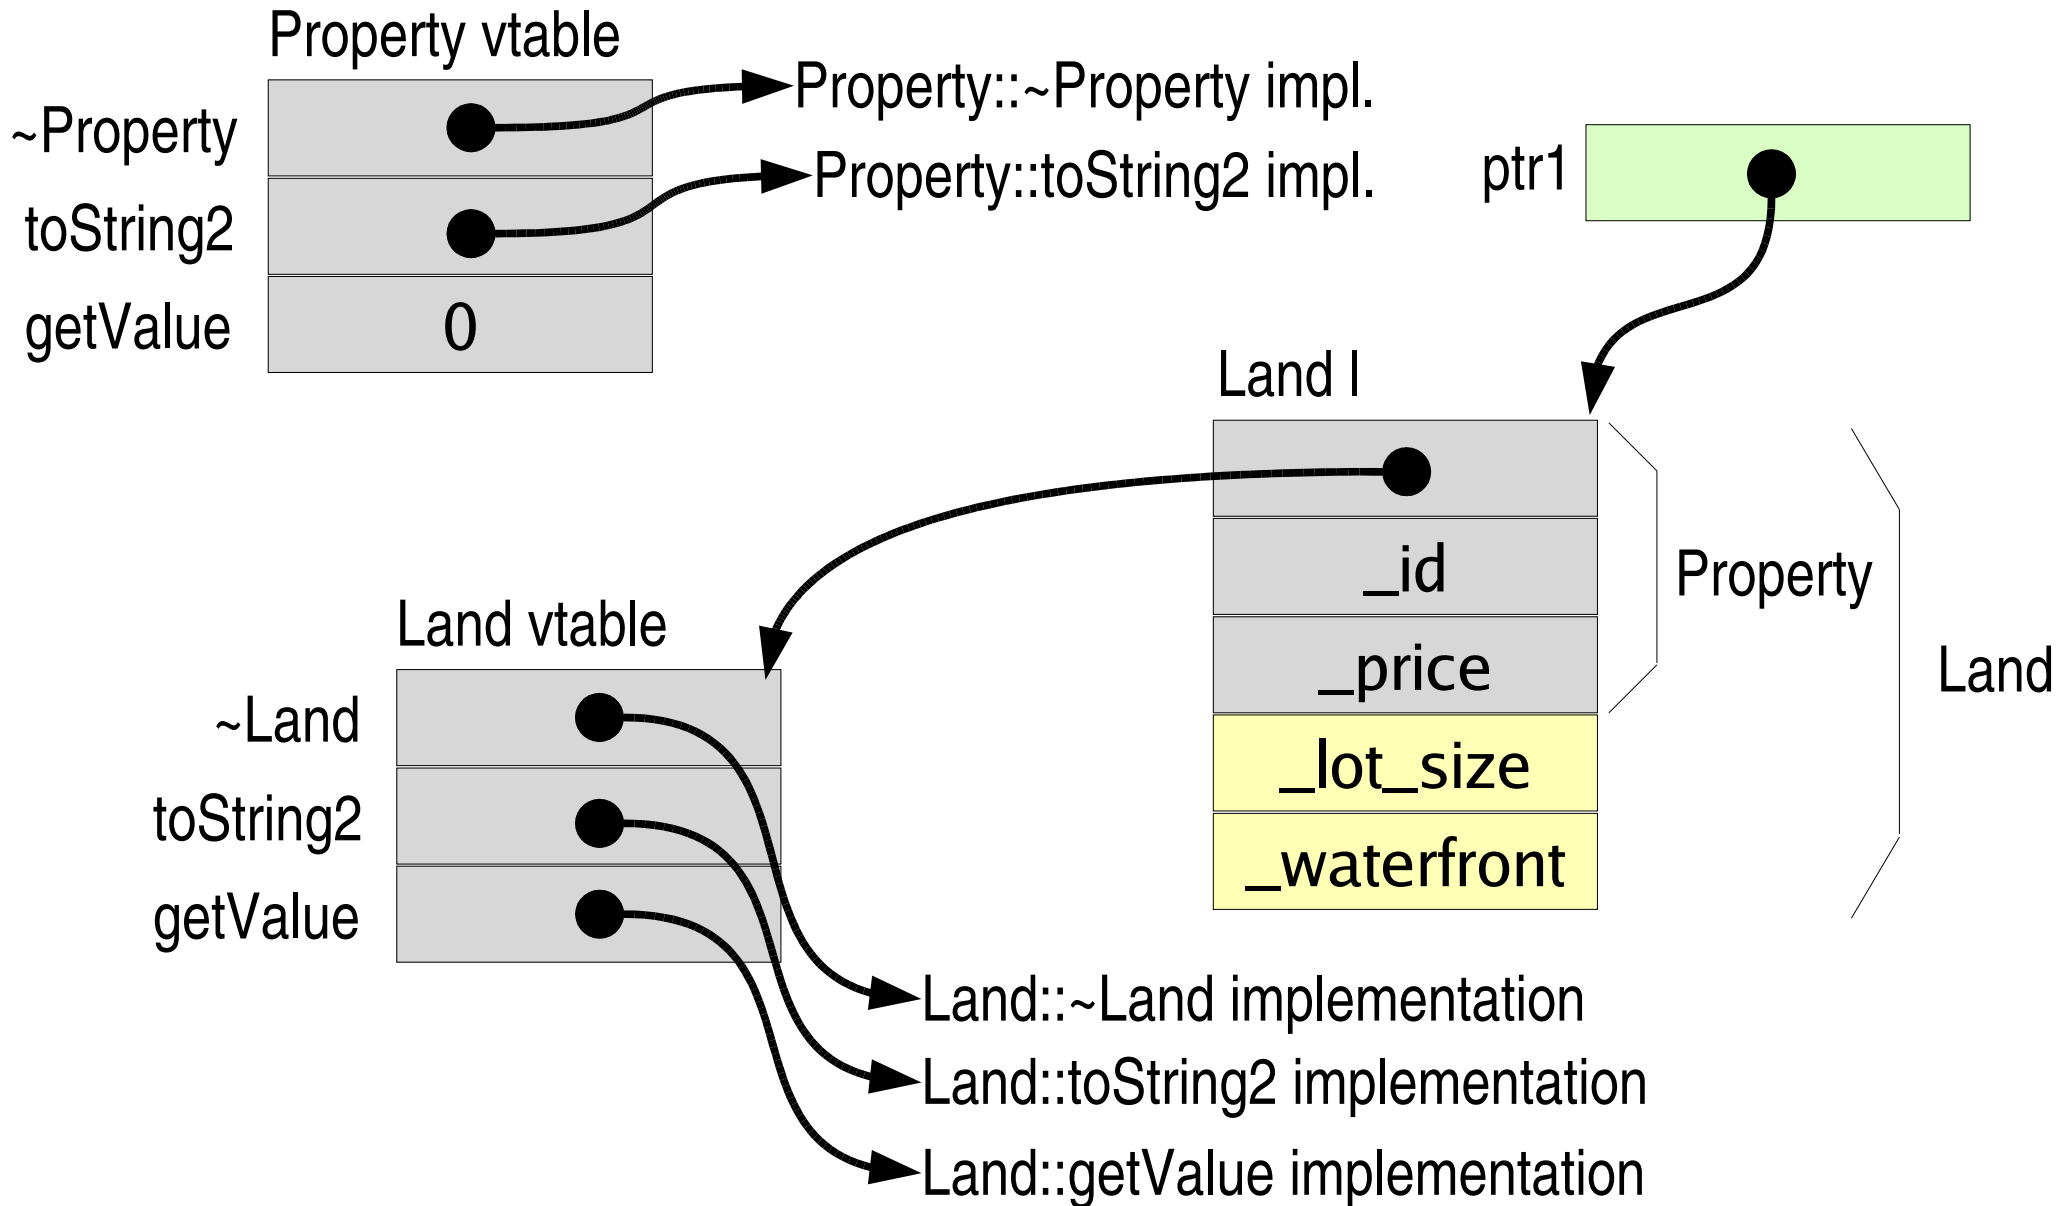 Property vtable
~Property
Property::~Property impl.
toString2
Property::toString2 impl.
getValue
0
ptr1
Land l
_id
_price
_lot_size
_waterfront
Property
Land
Land vtable
~Land
toString2
getValue
Land::~Land implementation
Land::toString2 implementation
Land::getValue implementation